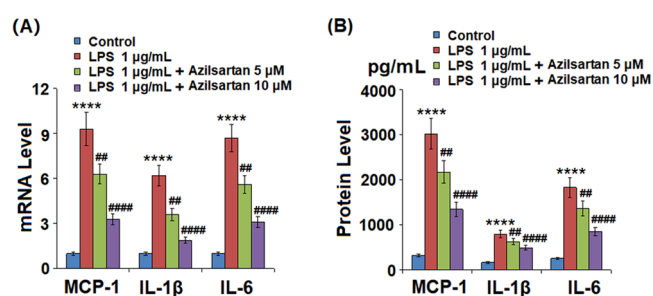 (A)
Control
LPS 1 µg/mL
LPS 1 µg/mL + Azilsartan 5 µM
LPS 1 µg/mL + Azilsartan 10 µM
mRNA Level
12
9
6
3
0
****
##
####
****
##
####
****
##
####
MCP-1 IL-1β IL-6
(B)
Control
LPS 1 µg/mL
LPS 1 µg/mL + Azilsartan 5 µM
LPS 1 µg/mL + Azilsartan 10 µM
pg/mL
Protein Level
4000
3000
2000
1000
0
****
##
####
****
##
####
****
##
####
MCP-1 IL-1β IL-6